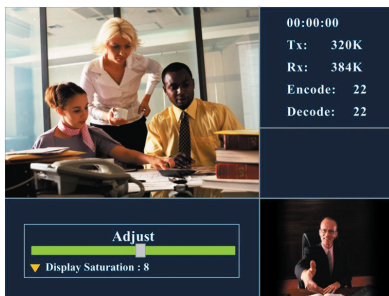 00:00:00
Tx: 320K
Rx: 384K
Encode: 22
Decode: 22
Adjust
Display Saturation : 8